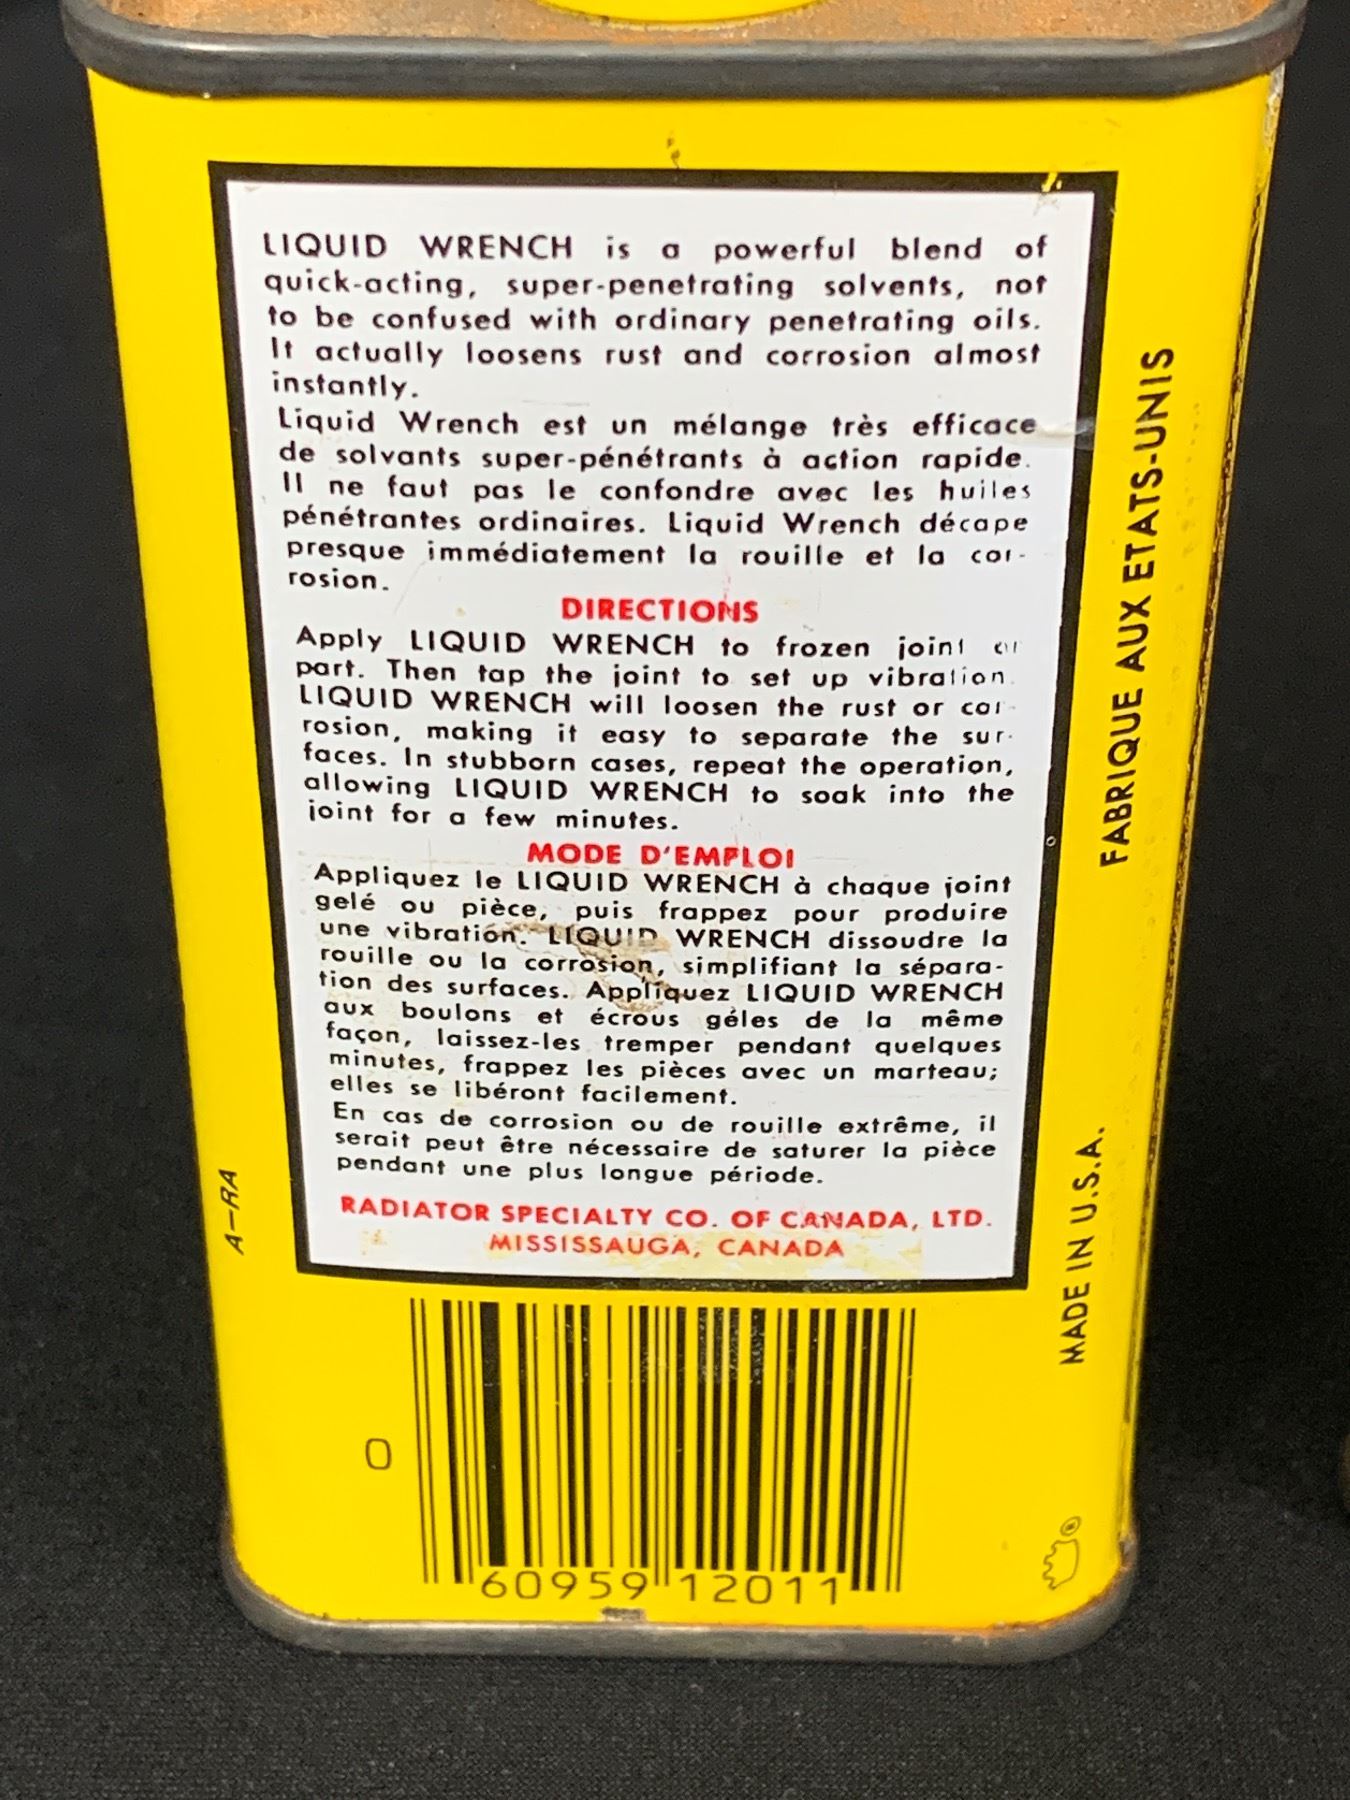 LIQUID WRENCH is a powerful blend of
quick-acting, super-penetrating solvents, not
to be confused with ordinary penetrating oils.
It actually loosens rust and corrosion almost
instantly.
Liquid Wrench est un mélange très efficace
de solvants super-pénétrants à action rapide.
Il ne faut pas le confondre avec les huiles
pénétrantes ordinaires. Liquid Wrench décape
presque immédiatement la rouille et la cor-
rosion.
DIRECTIONS
Apply LIQUID WRENCH to frozen joint or
part. Then tap the joint to set up vibration.
LIQUID WRENCH will loosen the rust or cor-
rosion, making it easy to separate the sur-
faces. In stubborn cases, repeat the operation,
allowing LIQUID WRENCH to soak into the
joint for a few minutes.
MODE D'EMPLOI
Appliquez le LIQUID WRENCH à chaque joint
gelé ou pièce, puis frappez pour produire
une vibration. LIQUID WRENCH dissoudre la
rouille ou la corrosion, simplifiant la sépara-
tion des surfaces. Appliquez LIQUID WRENCH
aux boulons et écrous géles de la même
façon, laissez-les tremper pendant quelques
minutes, frappez les pièces avec un marteau;
elles se libéront facilement.
En cas de corrosion ou de rouille extrême, il
serait peut être nécessaire de saturer la pièce
pendant une plus longue période.
RADIATOR SPECIALTY CO. OF CANADA, LTD.
MISSISSAUGA, CANADA
0 60959 12011
A-RA
MADE IN U.S.A.
FABRIQUE AUX ETATS-UNIS
®